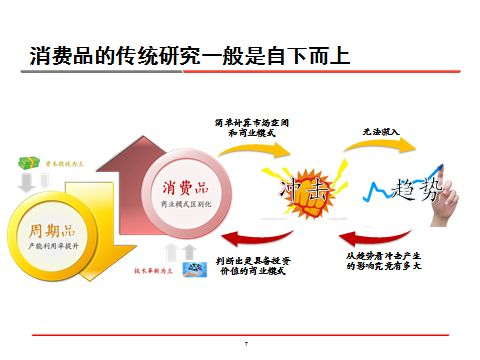 消费品的传统研究一般是自下而上
简单计算市场空间
和商业模式
无法深入
资本投放为主
消费品
商业模式区别化
冲击
趋势
周期品
产能利用率提升
技术革新为主
判断出更具备投资
价值的商业模式
从趋势看冲击产生
的影响究竟有多大
7